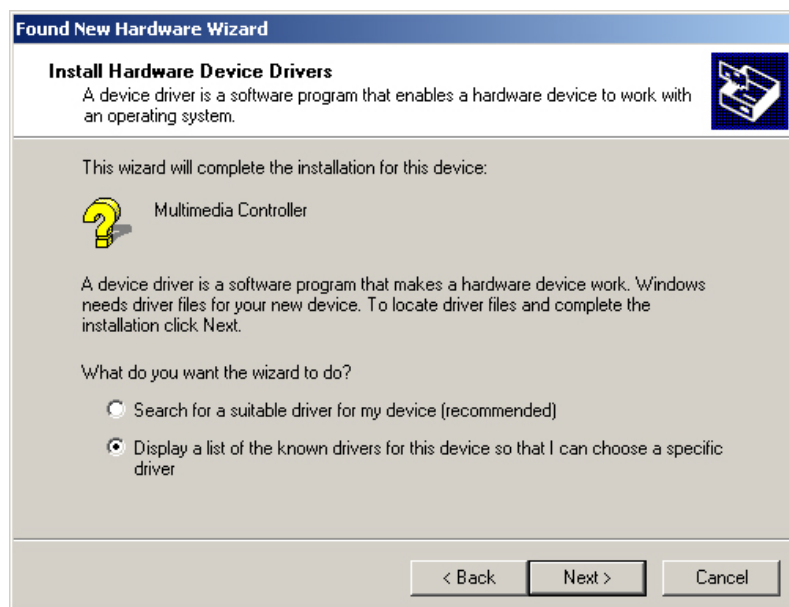 Found New Hardware Wizard
Install Hardware Device Drivers
A device driver is a software program that enables a hardware device to work with
an operating system.
This wizard will complete the installation for this device:
Multimedia Controller
A device driver is a software program that makes a hardware device work. Windows
needs driver files for your new device. To locate driver files and complete the
installation click Next.
What do you want the wizard to do?
Search for a suitable driver for my device (recommended)
Display a list of the known drivers for this device so that I can choose a specific
driver
< Back Next > Cancel